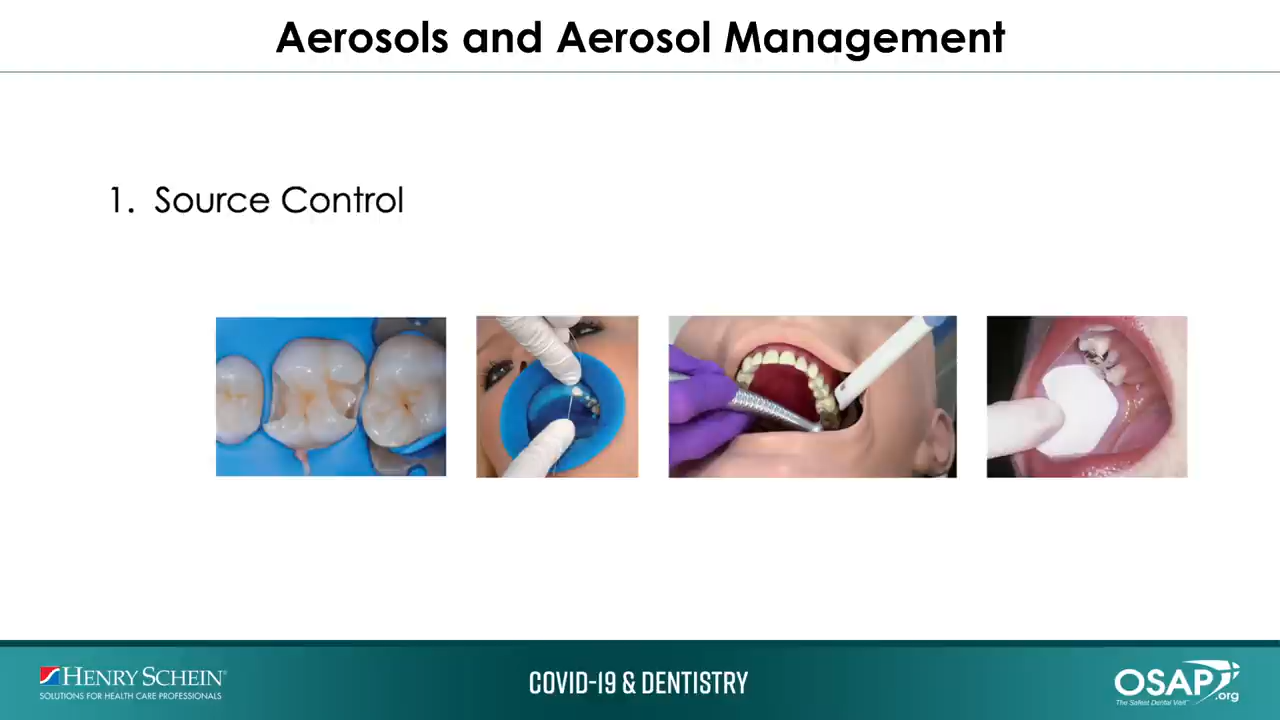 Aerosols and Aerosol Management
1. Source Control
HENRY SCHEIN®
SOLUTIONS FOR HEALTH CARE PROFESSIONALS
COVID-19 & DENTISTRY
OSAP.org
The Safest Dental Visit™